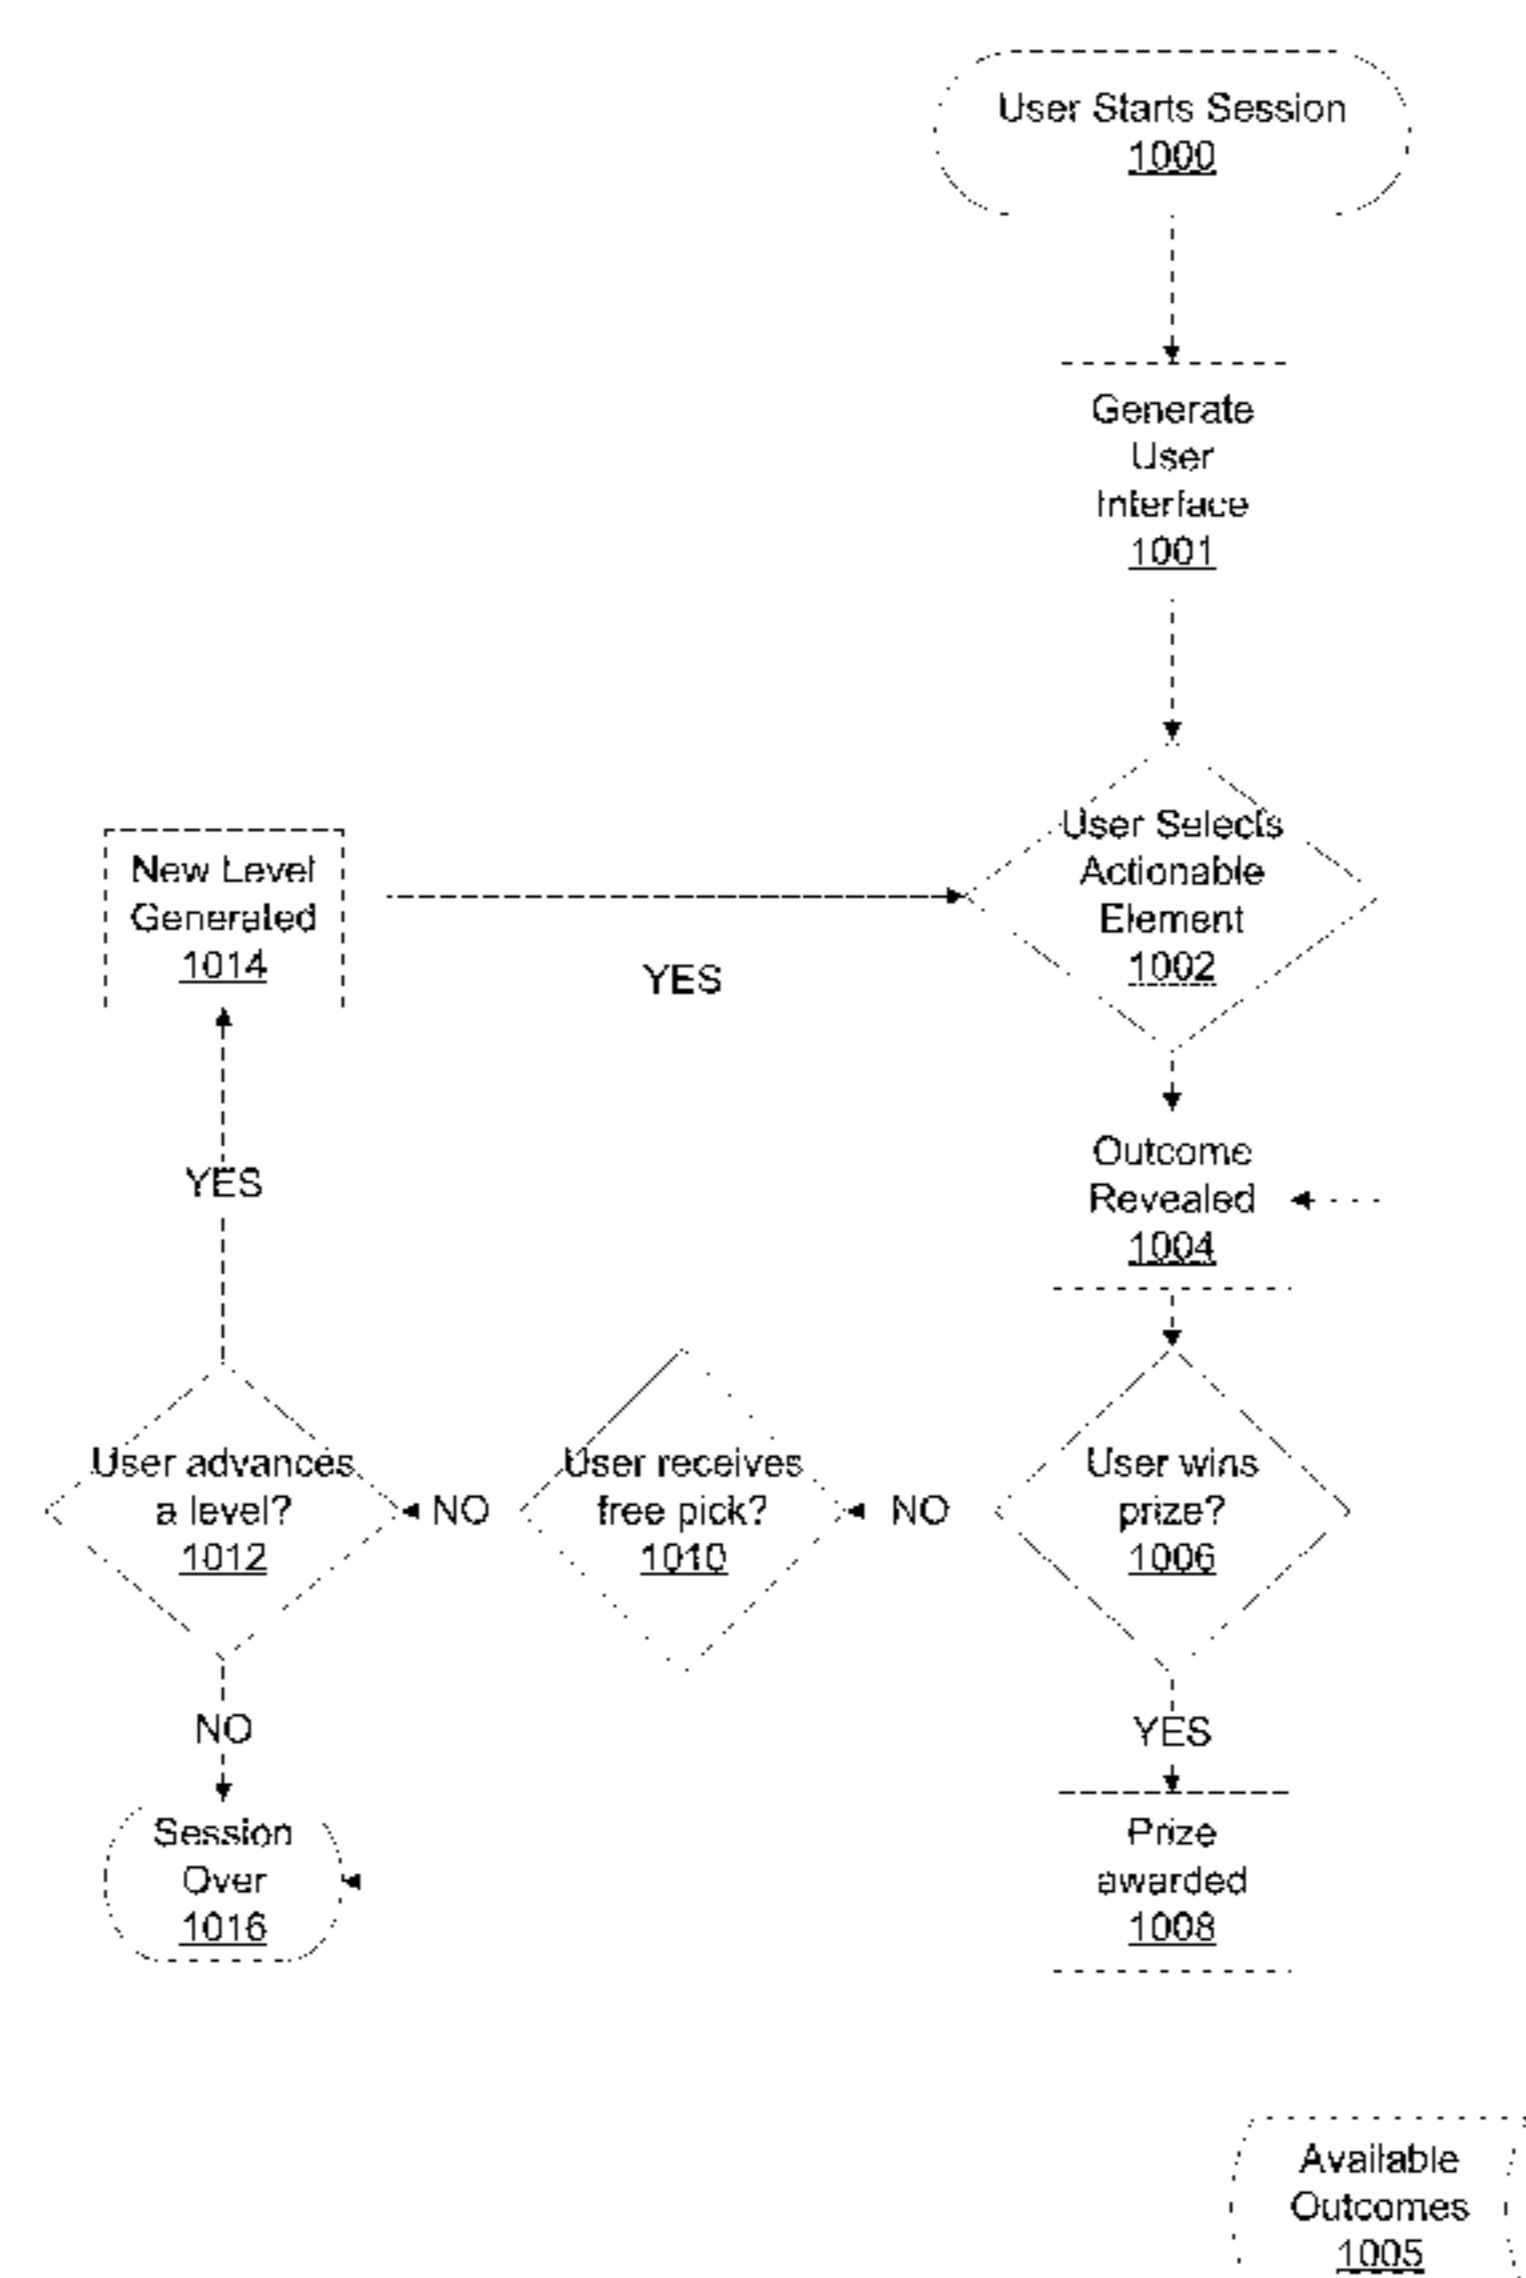 User Starts Session
1000
Generate
User
Interface
1001
User Selects
Actionable
Element
1002
New Level
Generated
1014
YES
Outcome
Revealed
1004
YES
User advances
a level?
1012
NO
User receives
free pick?
1010
NO
User wins
prize?
1006
NO
YES
Session
Over
1016
Prize
awarded
1008
Available
Outcomes
1005